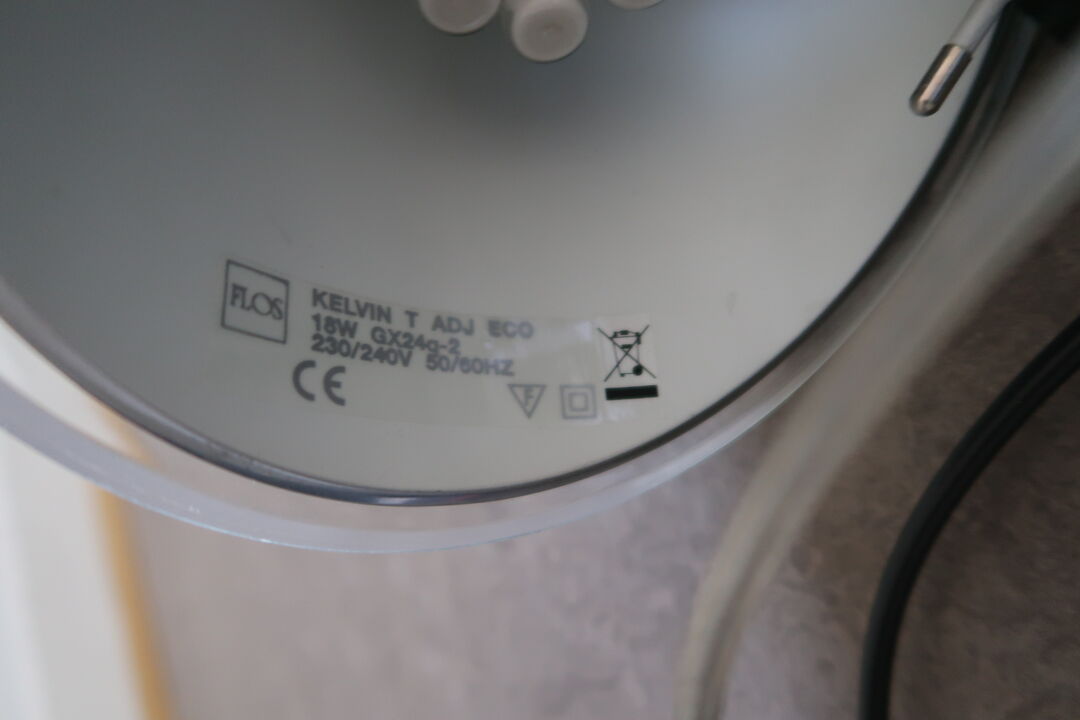 FLOS
KELVIN T ADJ ECO
18W GX24q-2
230/240V 50/60HZ
CE
F